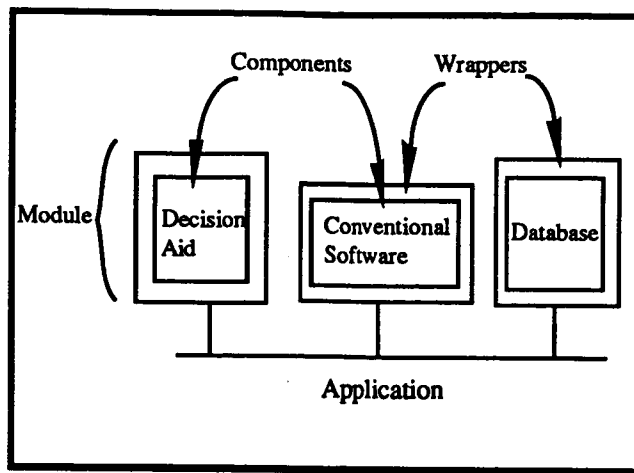 Components
Wrappers
Module
Decision
Aid
Conventional
Software
Database
Application